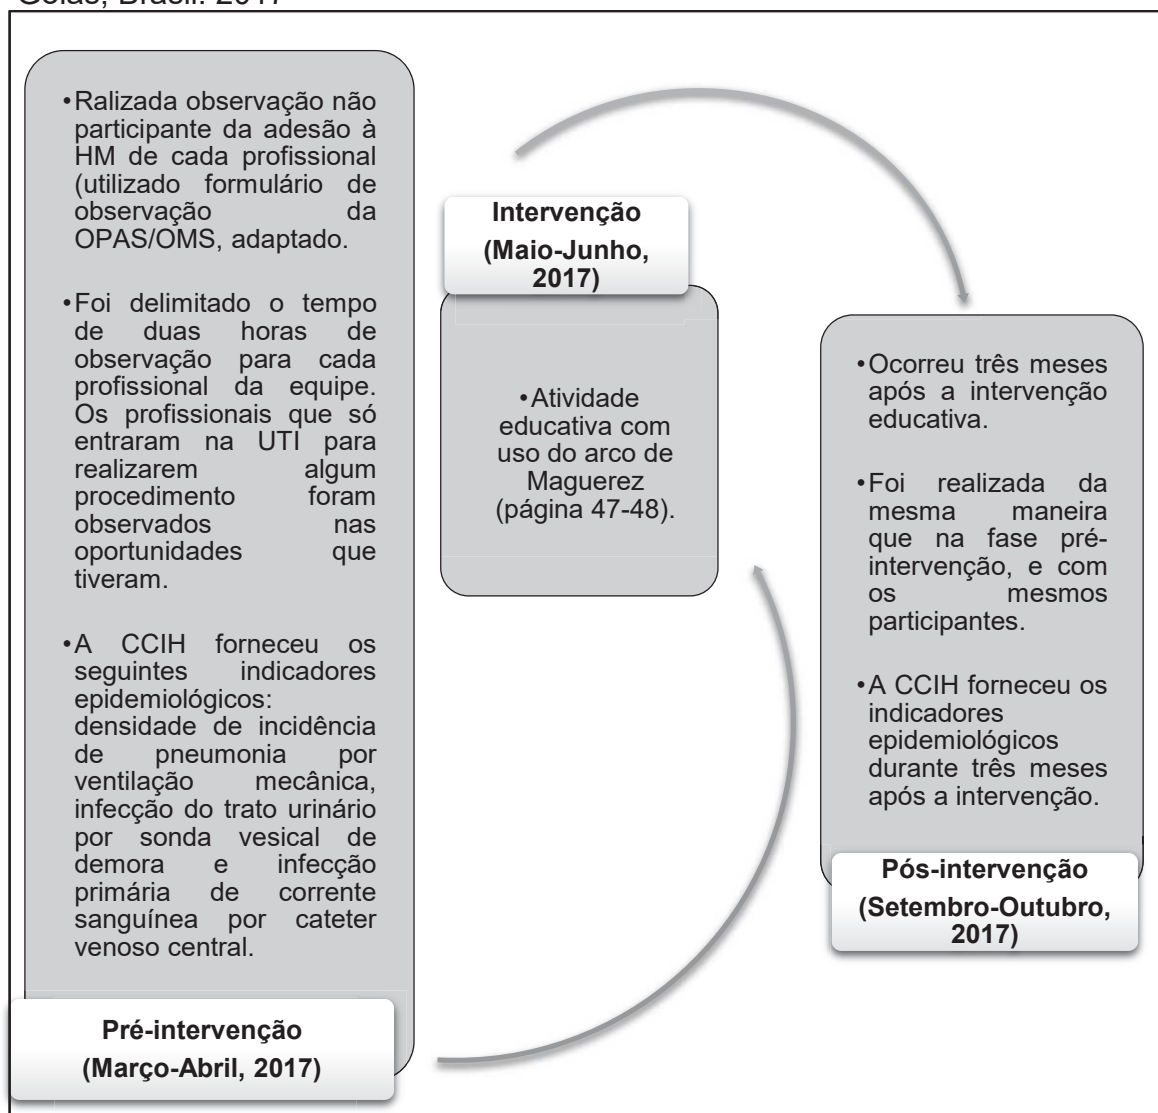 Goiás, Brasil. 2017
•Ralizada observação não
participante da adesão à
HM de cada profissional
(utilizado formulário de
observação da
OPAS/OMS, adaptado.
•Foi delimitado o tempo
de duas horas de
observação para cada
profissional da equipe.
Os profissionais que só
entraram na UTI para
realizarem algum
procedimento foram
observados nas
oportunidades que
tiveram.
•A CCIH forneceu os
seguintes indicadores
epidemiológicos:
densidade de incidência
de pneumonia por
ventilação mecânica,
infecção do trato urinário
por sonda vesical de
demora e infecção
primária de corrente
sanguínea por cateter
venoso central.
Pré-intervenção
(Março-Abril, 2017)
Intervenção
(Maio-Junho,
2017)
•Atividade
educativa com
uso do arco de
Maguerez
(página 47-48).
•Ocorreu três meses
após a intervenção
educativa.
•Foi realizada da
mesma maneira
que na fase pré-
intervenção, e com
os mesmos
participantes.
•A CCIH forneceu os
indicadores
epidemiológicos
durante três meses
após a intervenção.
Pós-intervenção
(Setembro-Outubro,
2017)